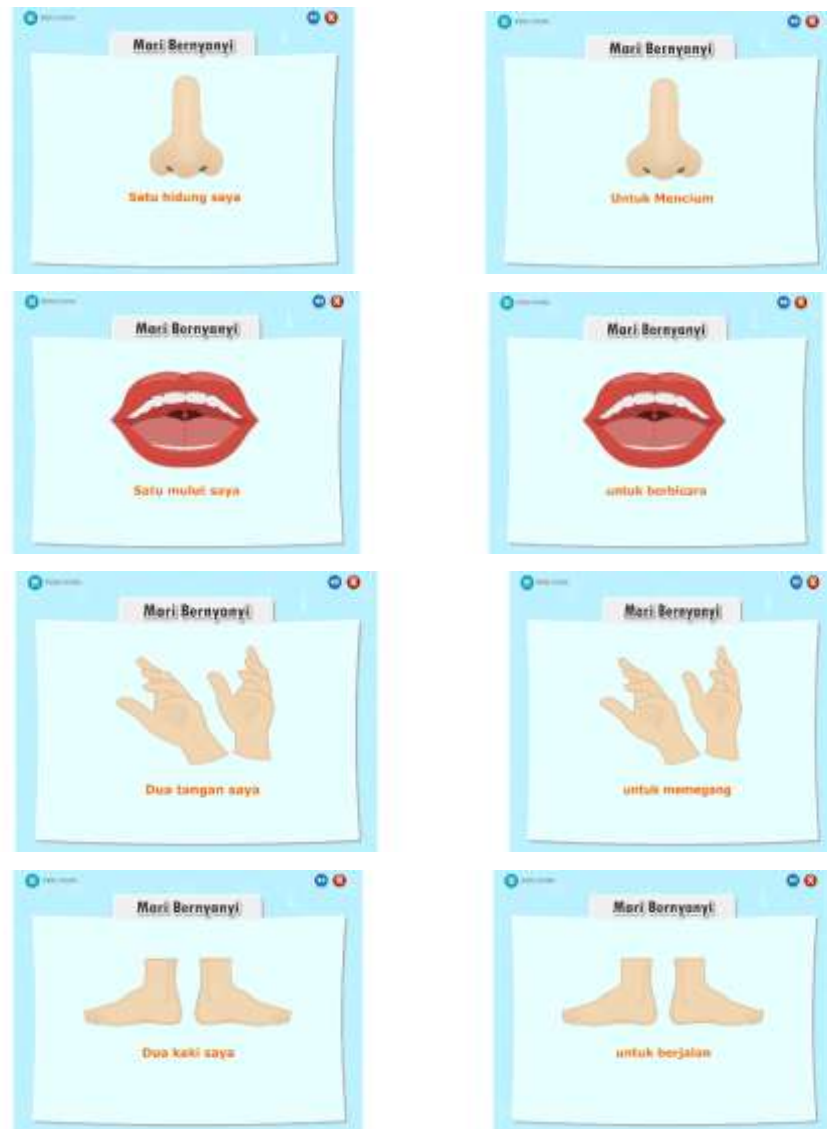 Mari Bernyanyi
Satu hidung saya
Mari Bernyanyi
Untuk Mencium
Mari Bernyanyi
Satu mulut saya
Mari Bernyanyi
untuk berbicara
Mari Bernyanyi
Dua tangan saya
Mari Bernyanyi
untuk memegang
Mari Bernyanyi
Dua kaki saya
Mari Bernyanyi
untuk berjalan